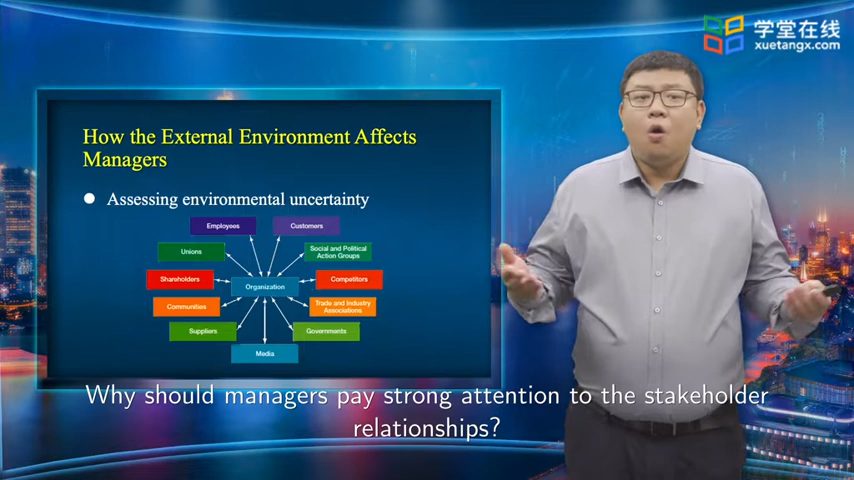 学堂在线
xuetangx.com
How the External Environment Affects
Managers
Assessing environmental uncertainty
Employees
Customers
Unions
Social and Political
Action Groups
Shareholders
Organization
Competitors
Communities
Trade and Industry
Associations
Suppliers
Governments
Media
Why should managers pay strong attention to the stakeholder
relationships?